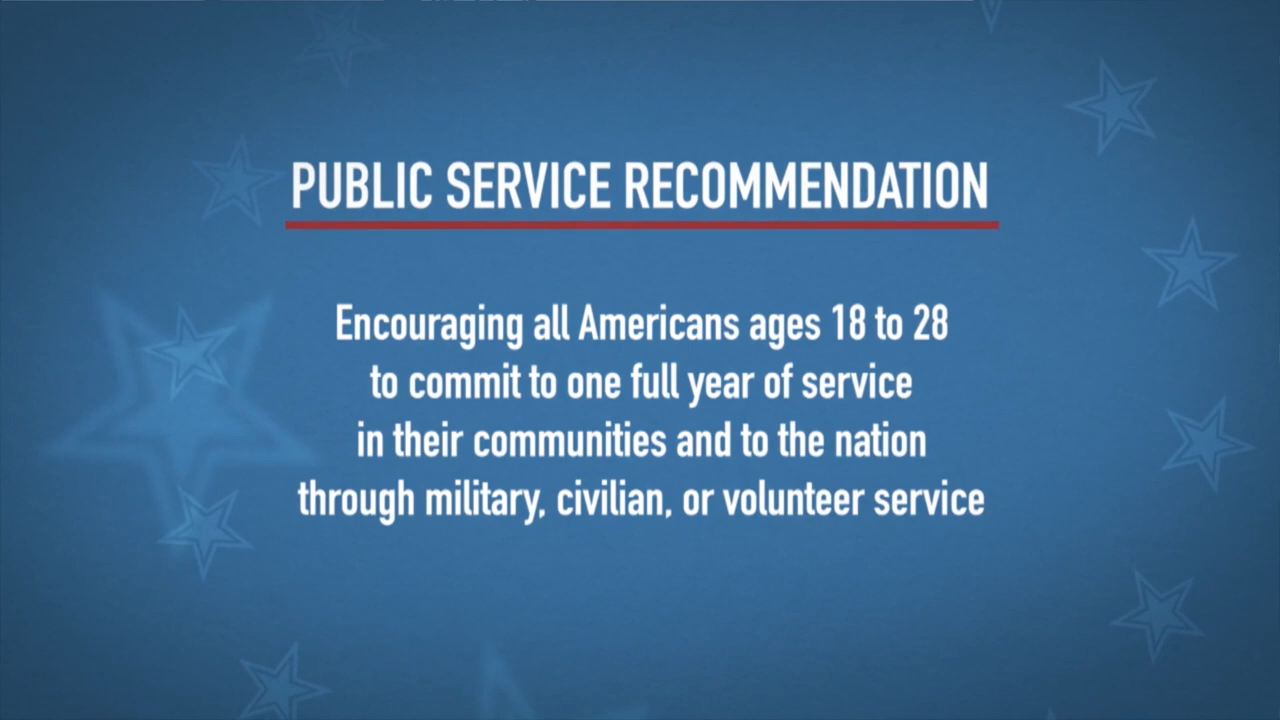 PUBLIC SERVICE RECOMMENDATION
Encouraging all Americans ages 18 to 28
to commit to one full year of service
in their communities and to the nation
through military, civilian, or volunteer service